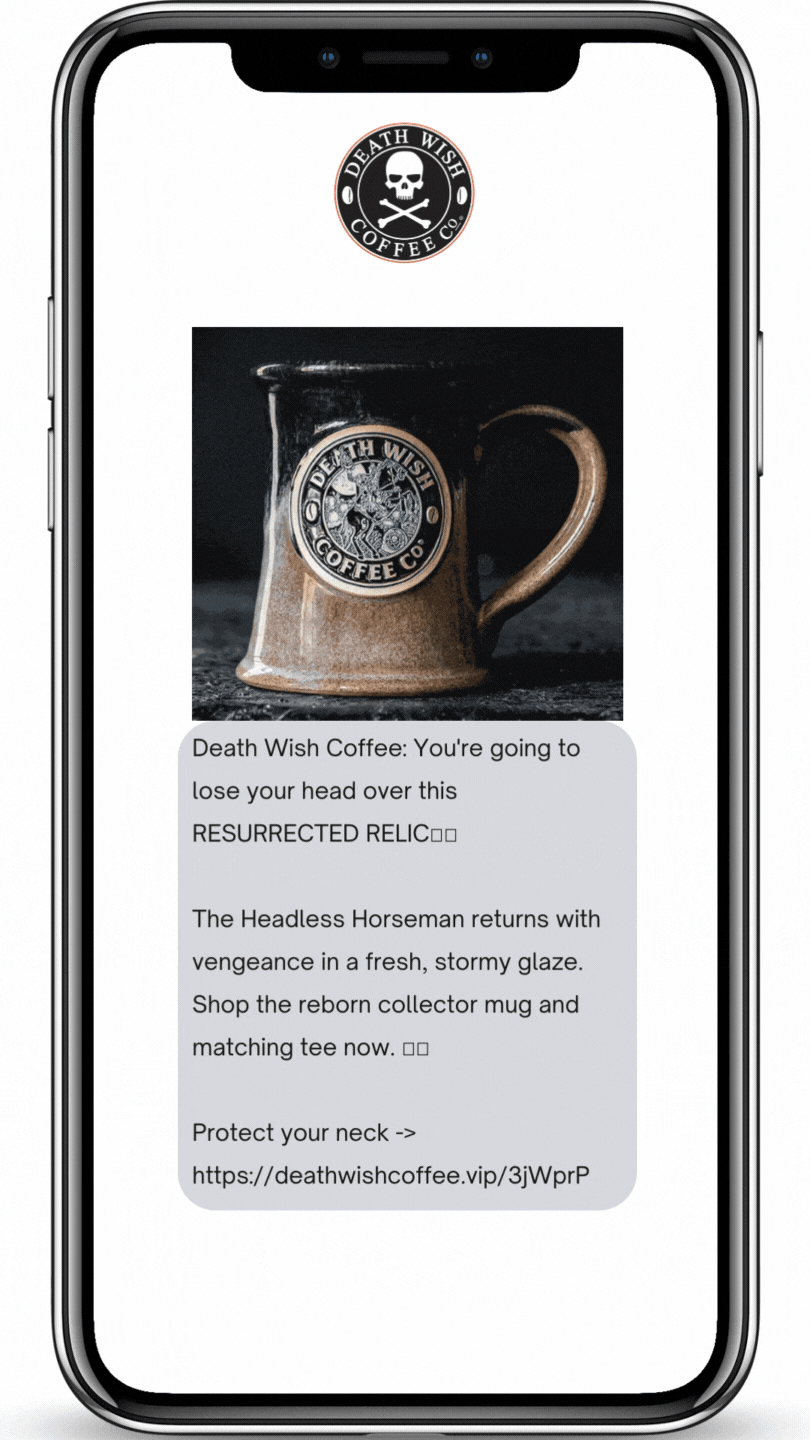 DEATH WISH
COFFEE CO.
DEATH WISH
COFFEE CO.
Death Wish Coffee: You're going to
lose your head over this
RESURRECTED RELIC□□
The Headless Horseman returns with
vengeance in a fresh, stormy glaze.
Shop the reborn collector mug and
matching tee now. □□
Protect your neck ->
https://deathwishcoffee.vip/3jWprP